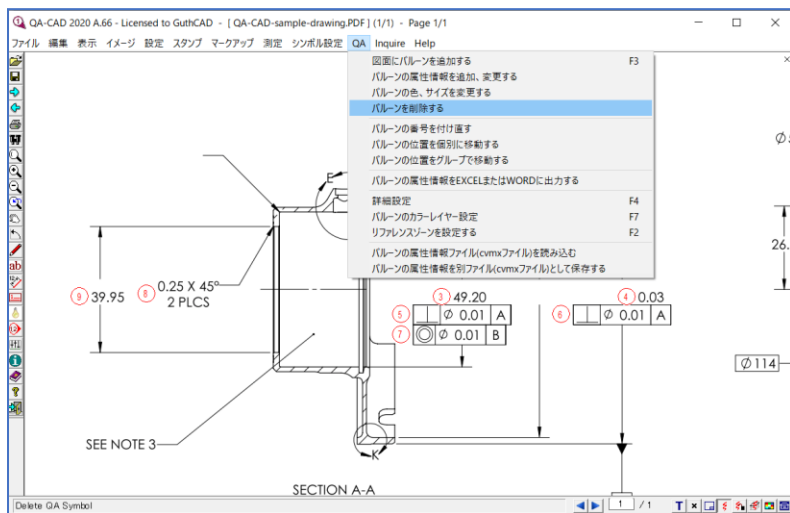 QA-CAD 2020 A.66 - Licensed to GuthCAD - [ QA-CAD-sample-drawing.PDF ] (1/1) - Page 1/1
ファイル 編集 表示 イメージ 設定 スタンプ マークアップ 測定 シンボル設定 QA Inquire Help
図面にバルーンを追加する F3
バルーンの属性情報を追加、変更する
バルーンの色、サイズを変更する
バルーンを削除する
バルーンの番号を付け直す
バルーンの位置を個別に移動する
バルーンの位置をグループで移動する
バルーンの属性情報をEXCELまたはWORDに出力する
詳細設定 F4
バルーンのカラーレイヤー設定 F7
リファレンスゾーンを設定する F2
バルーンの属性情報ファイル(cvmxファイル)を読み込む
バルーンの属性情報を別ファイル(cvmxファイル)として保存する
E
26.
9 39.95
8 0.25 X 45°
2 PLCS
3 49.20
4 0.03
5 ⊥ Ø 0.01 A
6 ⊥ Ø 0.01 A
7 ◎ Ø 0.01 B
Ø 114
SEE NOTE 3
K
SECTION A-A
Delete QA Symbol
1 / 1